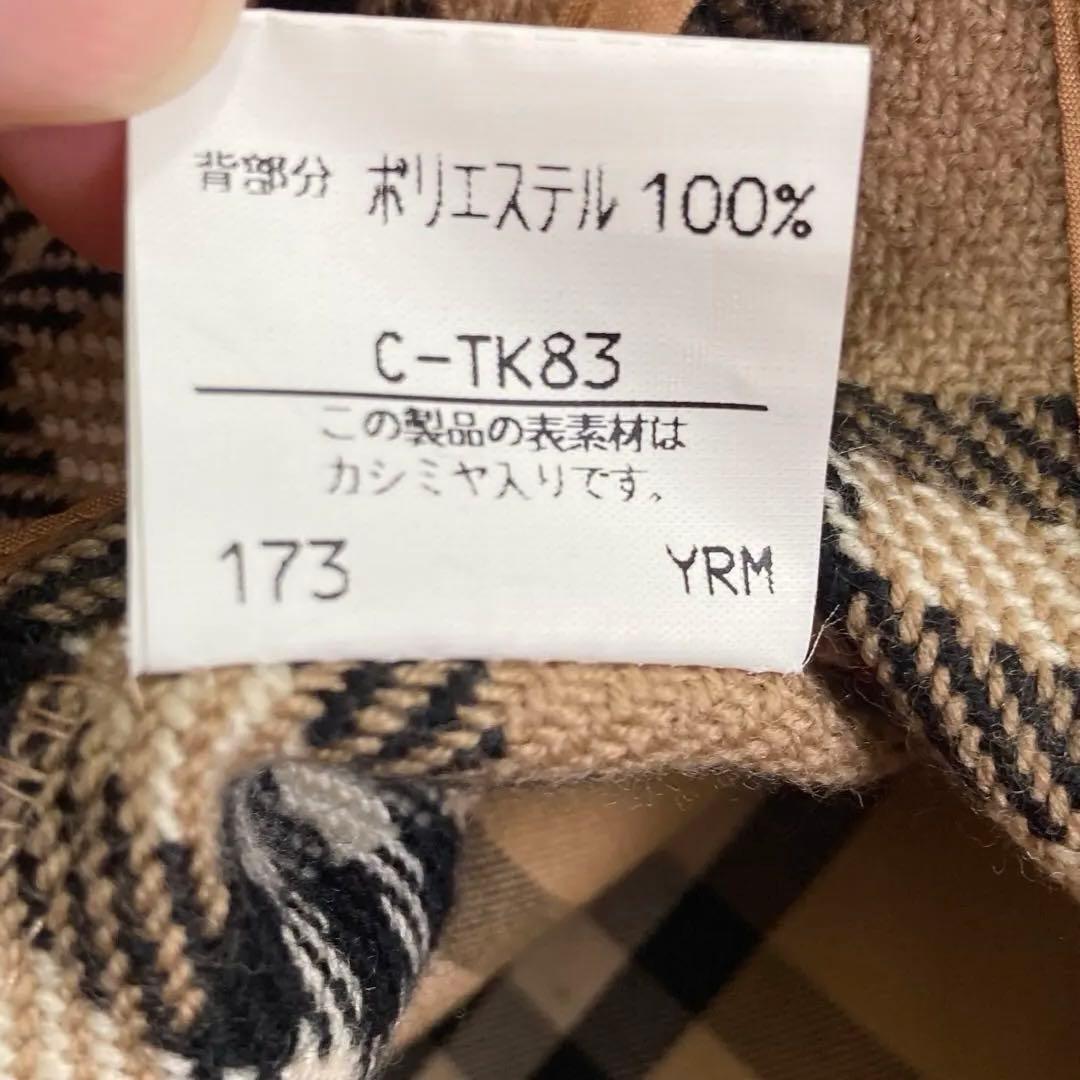 背部分 ポリエステル 100%
C-TK83
この製品の表素材は
カシミヤ入りです。
173 YRM